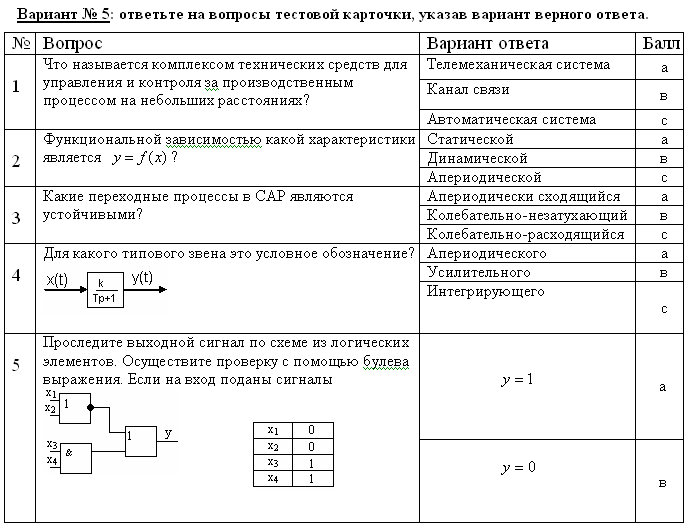 Вариант № 5: ответьте на вопросы тестовой карточки, указав вариант верного ответа.
№ Вопрос Вариант ответа Балл
1 Что называется комплексом технических средств для управления и контроля за производственным процессом на небольших расстояниях?
Телемеханическая система а
Канал связи в
Автоматическая система с
2 Функциональной зависимостью какой характеристики
является y = f(x) ?
Статической а
Динамической в
Апериодической с
3 Какие переходные процессы в САР являются
устойчивыми?
Апериодически сходящийся а
Колебательно-незатухающий в
Колебательно-расходящийся с
4 Для какого типового звена это условное обозначение?
x(t) k y(t)
Tp+1
Апериодического а
Усилительного в
Интегрирующего с
5 Проследите выходной сигнал по схеме из логических
элементов. Осуществите проверку с помощью булева
выражения. Если на вход поданы сигналы
x1
x2
1
x3
x4
&
1 y
x1 0
x2 0
x3 1
x4 1
y = 1 а
y = 0 в